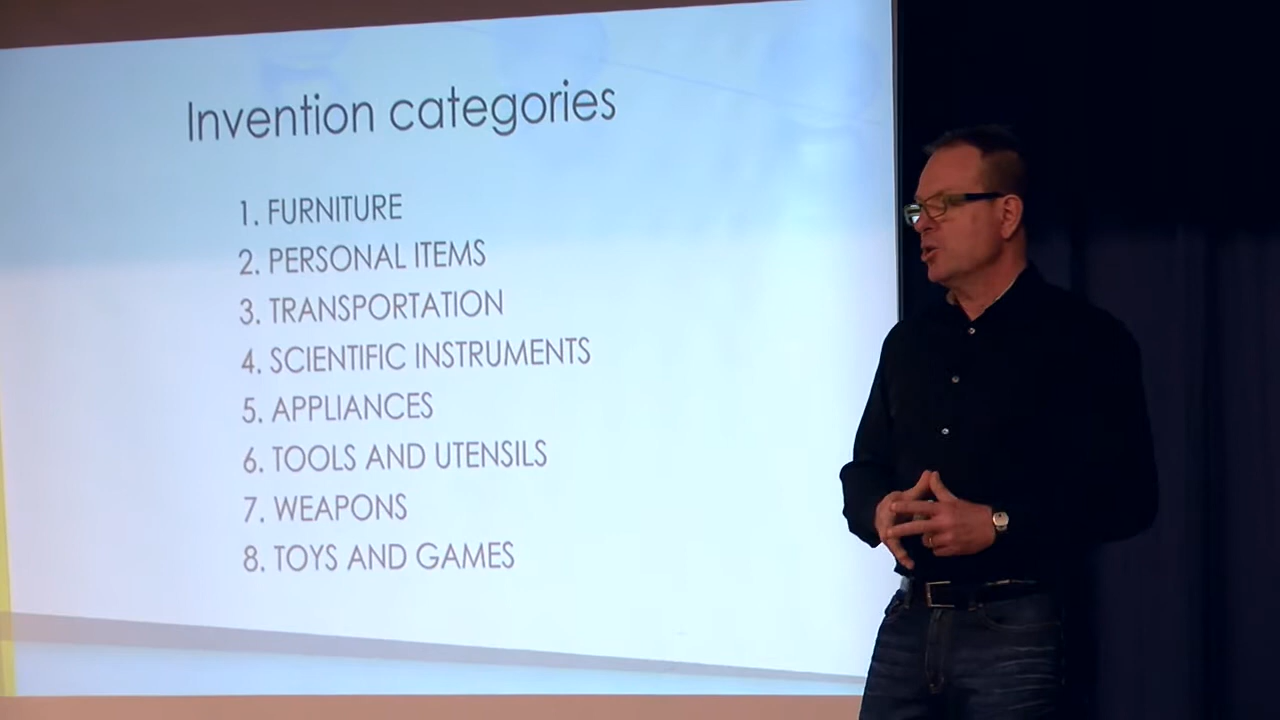 Invention categories
1. FURNITURE
2. PERSONAL ITEMS
3. TRANSPORTATION
4. SCIENTIFIC INSTRUMENTS
5. APPLIANCES
6. TOOLS AND UTENSILS
7. WEAPONS
8. TOYS AND GAMES